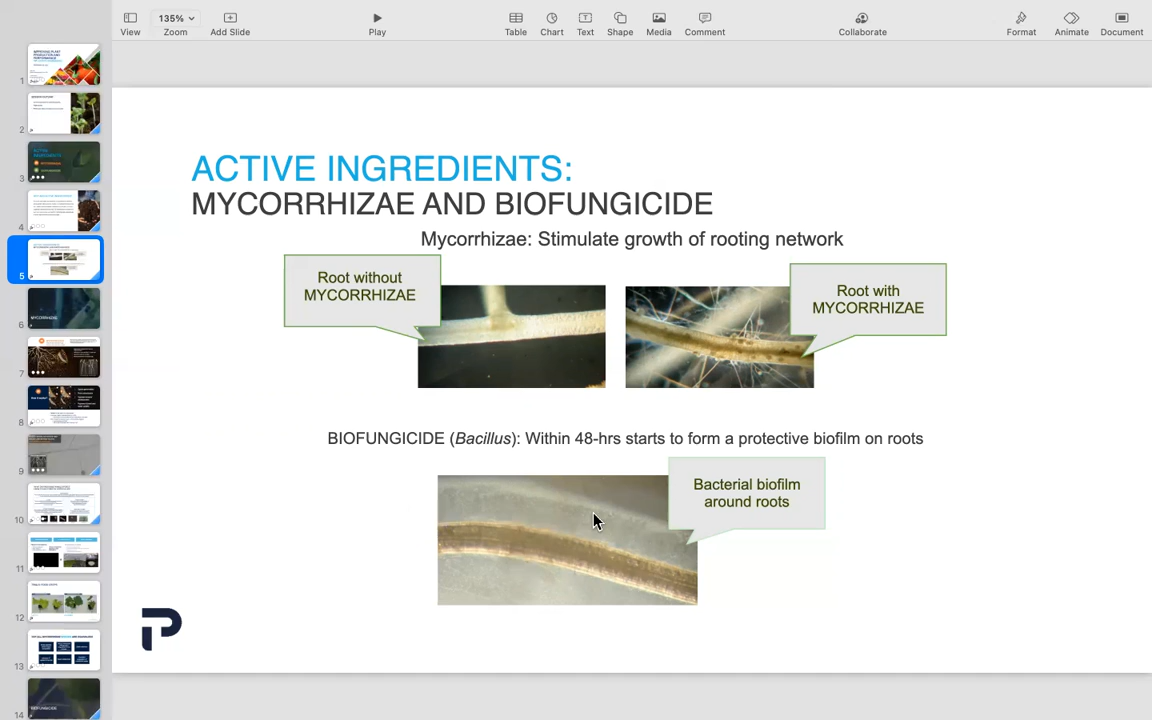 135%
View
Zoom
Add Slide
Play
Table
Chart
Text
Shape
Media
Comment
Collaborate
Format
Animate
Document
1
2
3
4
5
6
7
8
9
10
11
12
13
14
ACTIVE INGREDIENTS:
MYCORRHIZAE AND BIOFUNGICIDE
Mycorrhizae: Stimulate growth of rooting network
Root without
MYCORRHIZAE
Root with
MYCORRHIZAE
BIOFUNGICIDE (Bacillus): Within 48-hrs starts to form a protective biofilm on roots
Bacterial biofilm
around roots